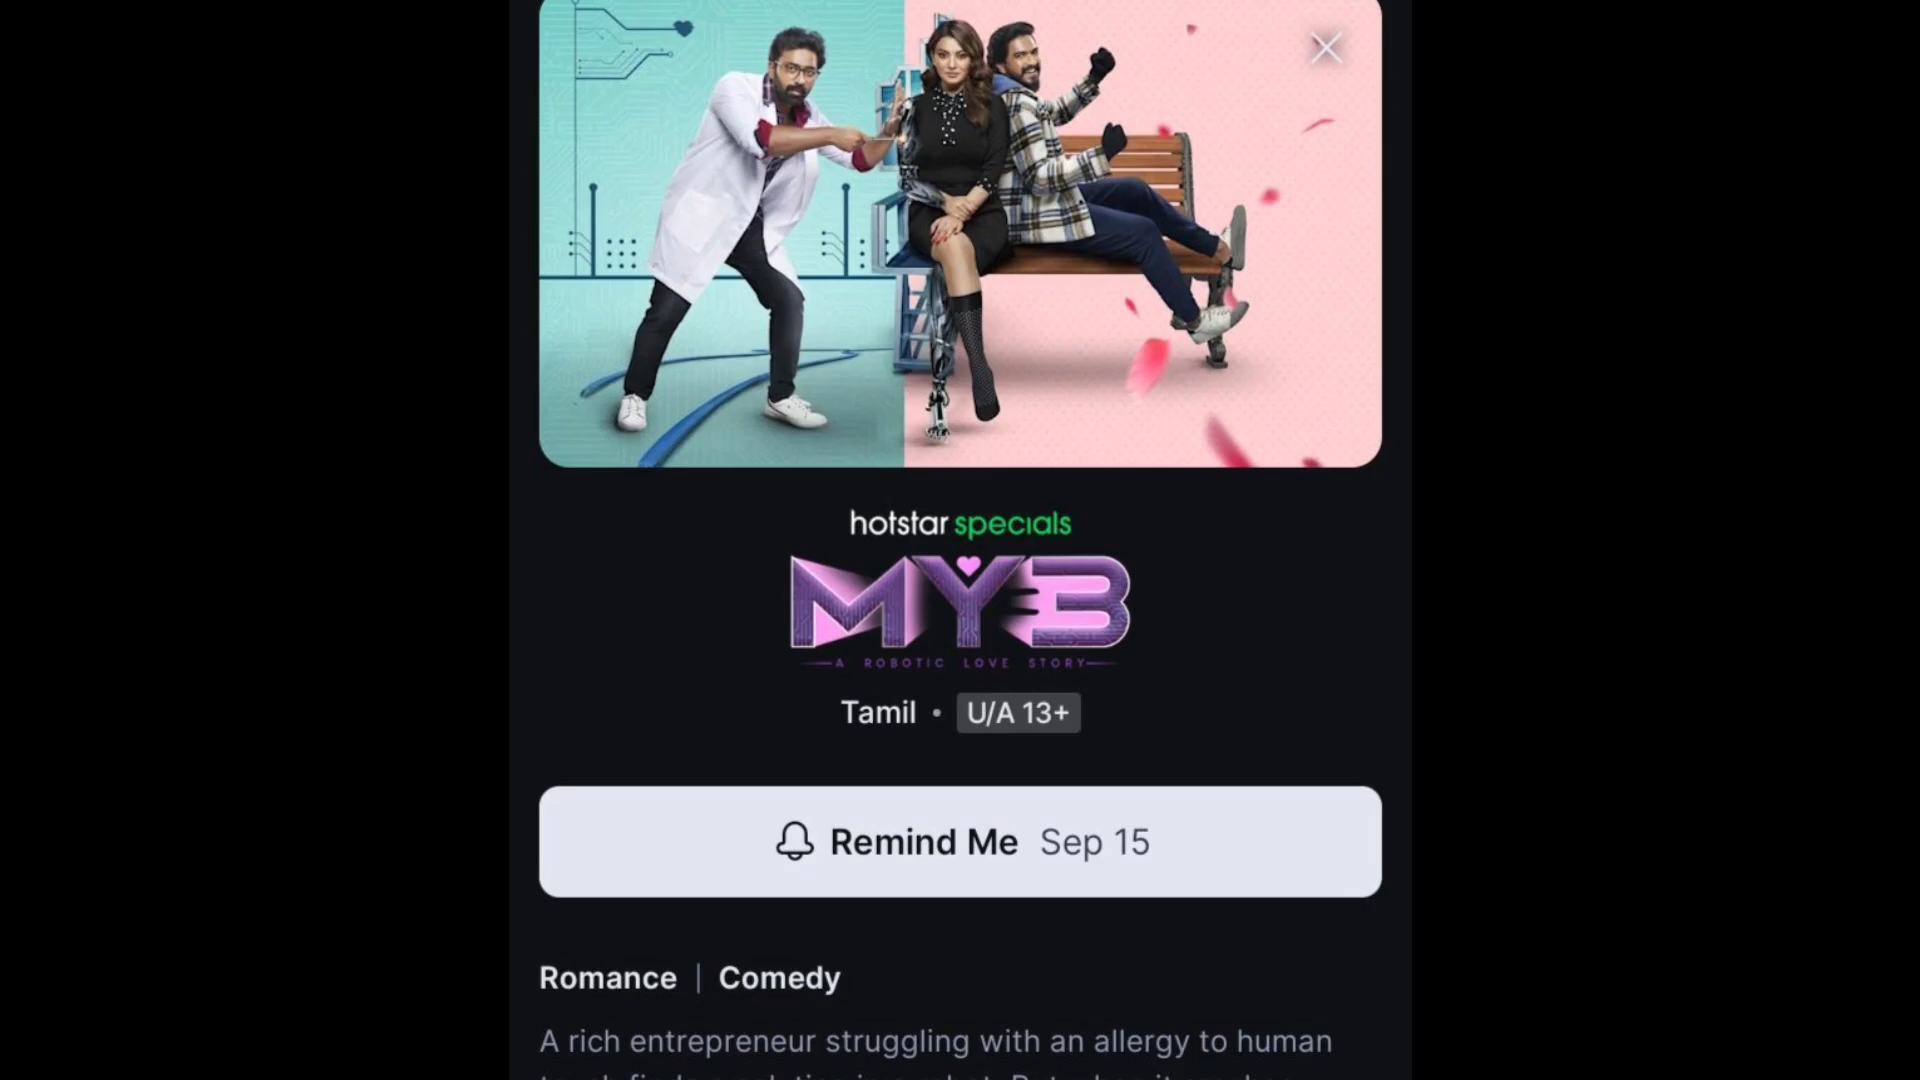 hotstar specials
MY3
A ROBOTIC LOVE STORY
Tamil • U/A 13+
Remind Me Sep 15
Romance | Comedy
A rich entrepreneur struggling with an allergy to human